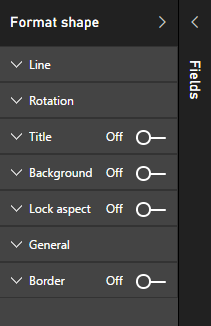 Format shape
Line
Rotation
Title Off
Background Off
Lock aspect Off
General
Border Off
Fields